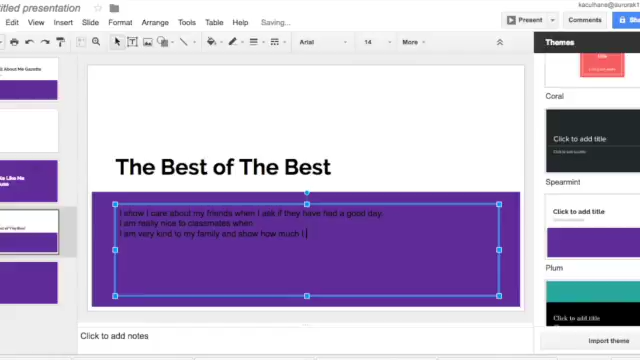 titled presentation
kaculhane@aurorak1
File Edit View Insert Slide Format Arrange Tools Table Help Saving...
Present
Comments
Arial
14
More
Themes
The Best of The Best
I show I care about my friends when I ask if they have had a good day.
I am really nice to classmates when
I am very kind to my family and show how much I
Click to add notes
Coral
Click to add title
Spearmint
Click to add title
Plum
Click to add title
Import theme